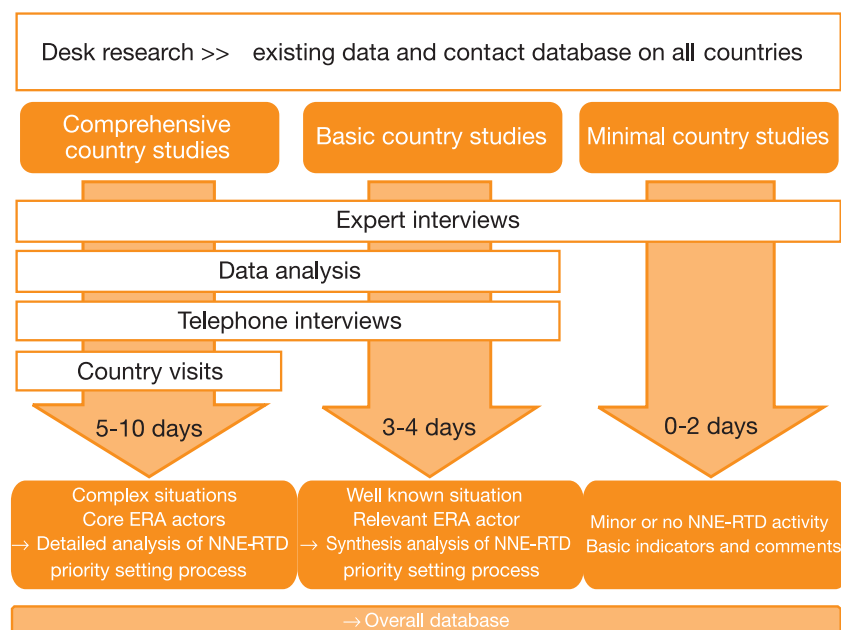 Desk research >> existing data and contact database on all countries
Comprehensive
country studies
Basic country studies
Minimal country studies
Expert interviews
Data analysis
Telephone interviews
Country visits
5-10 days
3-4 days
0-2 days
Complex situations
Core ERA actors
→ Detailed analysis of NNE-RTD
priority setting process
Well known situation
Relevant ERA actor
→ Synthesis analysis of NNE-RTD
priority setting process
Minor or no NNE-RTD activity
Basic indicators and comments
→ Overall database